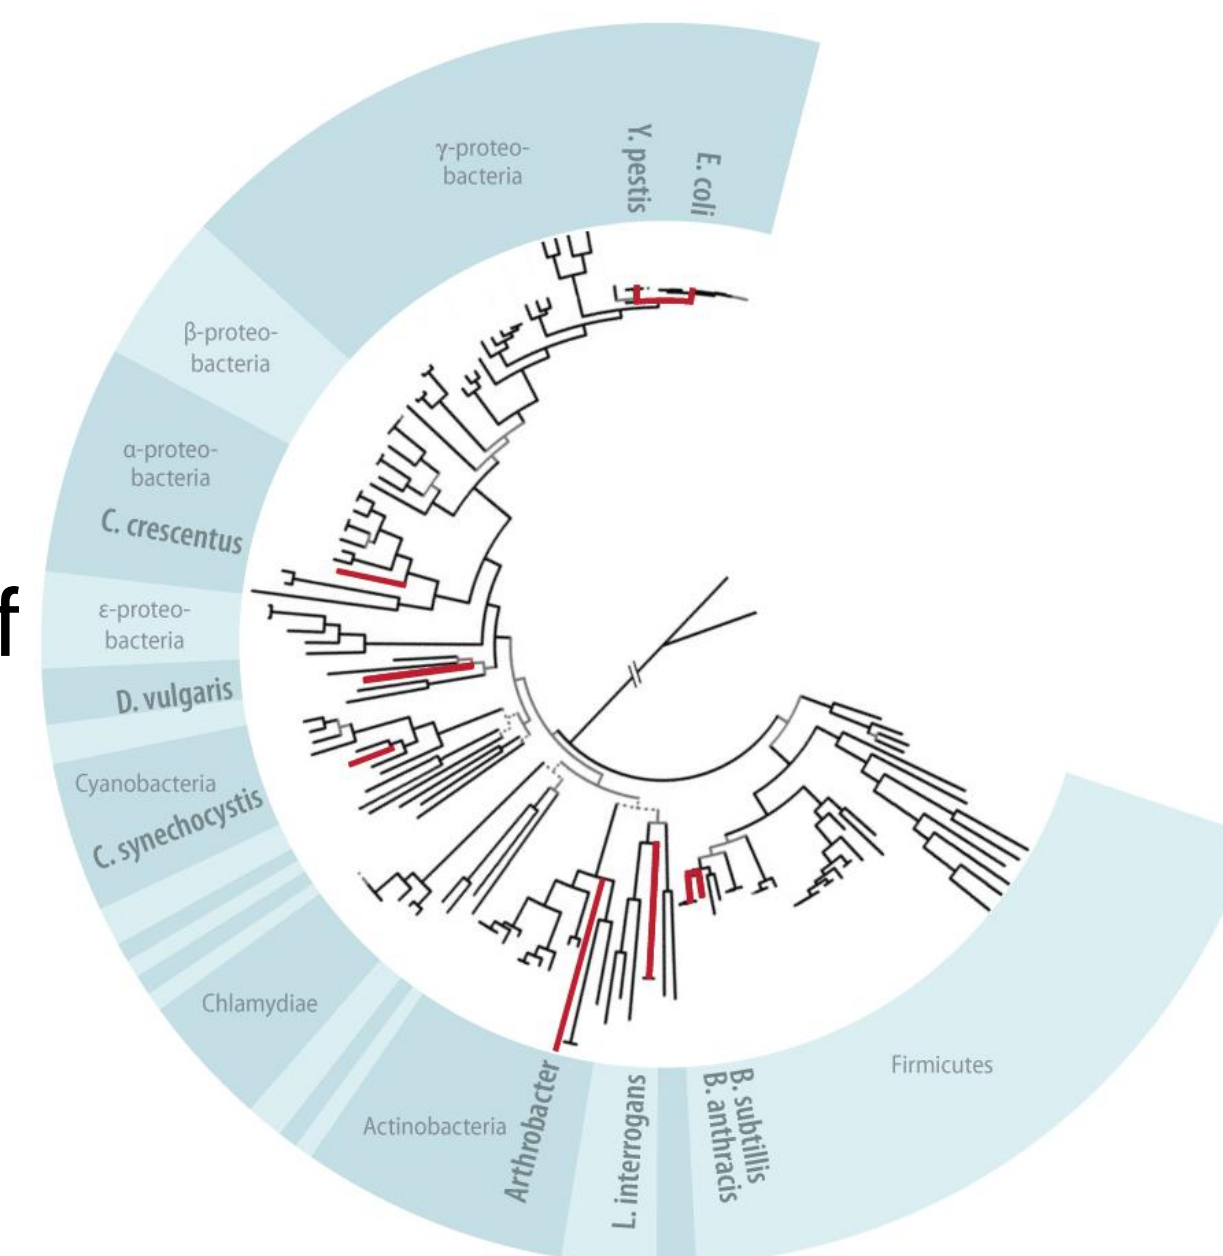 γ-proteo-
bacteria
Y. pestis
E. coli
β-proteo-
bacteria
α-proteo-
bacteria
C. crescentus
f
ε-proteo-
bacteria
D. vulgaris
Cyanobacteria
C. synechocystis
Chlamydiae
Actinobacteria
Arthrobacter
L. interrogans
B. anthracis
B. subtillis
Firmicutes